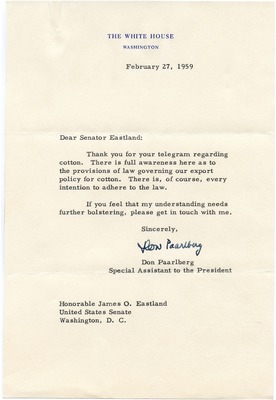 THE WHITE HOUSE
WASHINGTON
February 27, 1959
Dear Senator Eastland:
Thank you for your telegram regarding
cotton. There is full awareness here as to
the provisions of law governing our export
policy for cotton. There is, of course, every
intention to adhere to the law.
If you feel that my understanding needs
further bolstering, please get in touch with me.
Sincerely,
Don Paarlberg
Don Paarlberg
Special Assistant to the President
Honorable James O. Eastland
United States Senate
Washington, D. C.